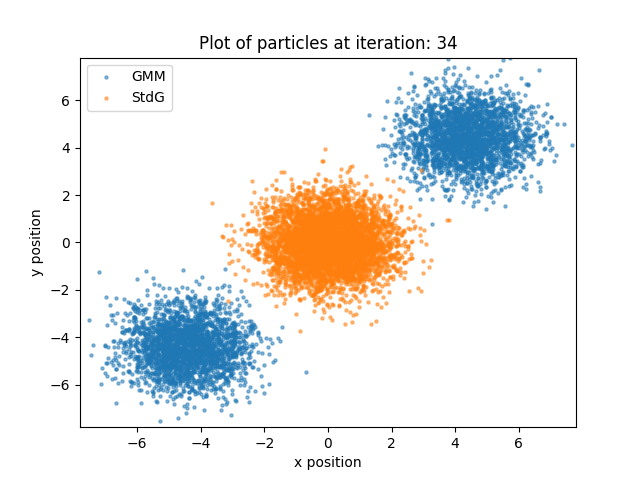 Plot of particles at iteration: 34
GMM
StdG
6
4
2
0
−2
−4
−6
y position
−6 −4 −2 0 2 4 6
x position